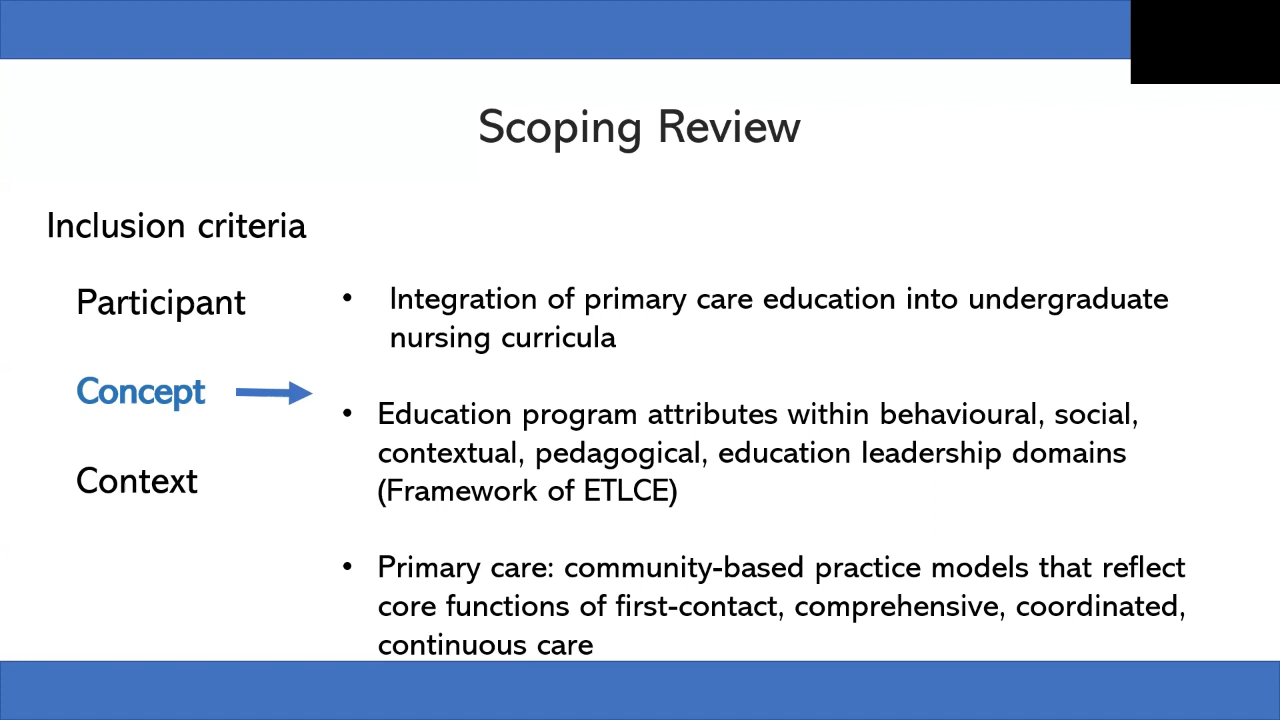 Scoping Review
Inclusion criteria
Participant
Concept
Context
• Integration of primary care education into undergraduate
nursing curricula
• Education program attributes within behavioural, social,
contextual, pedagogical, education leadership domains
(Framework of ETLCE)
• Primary care: community-based practice models that reflect
core functions of first-contact, comprehensive, coordinated,
continuous care